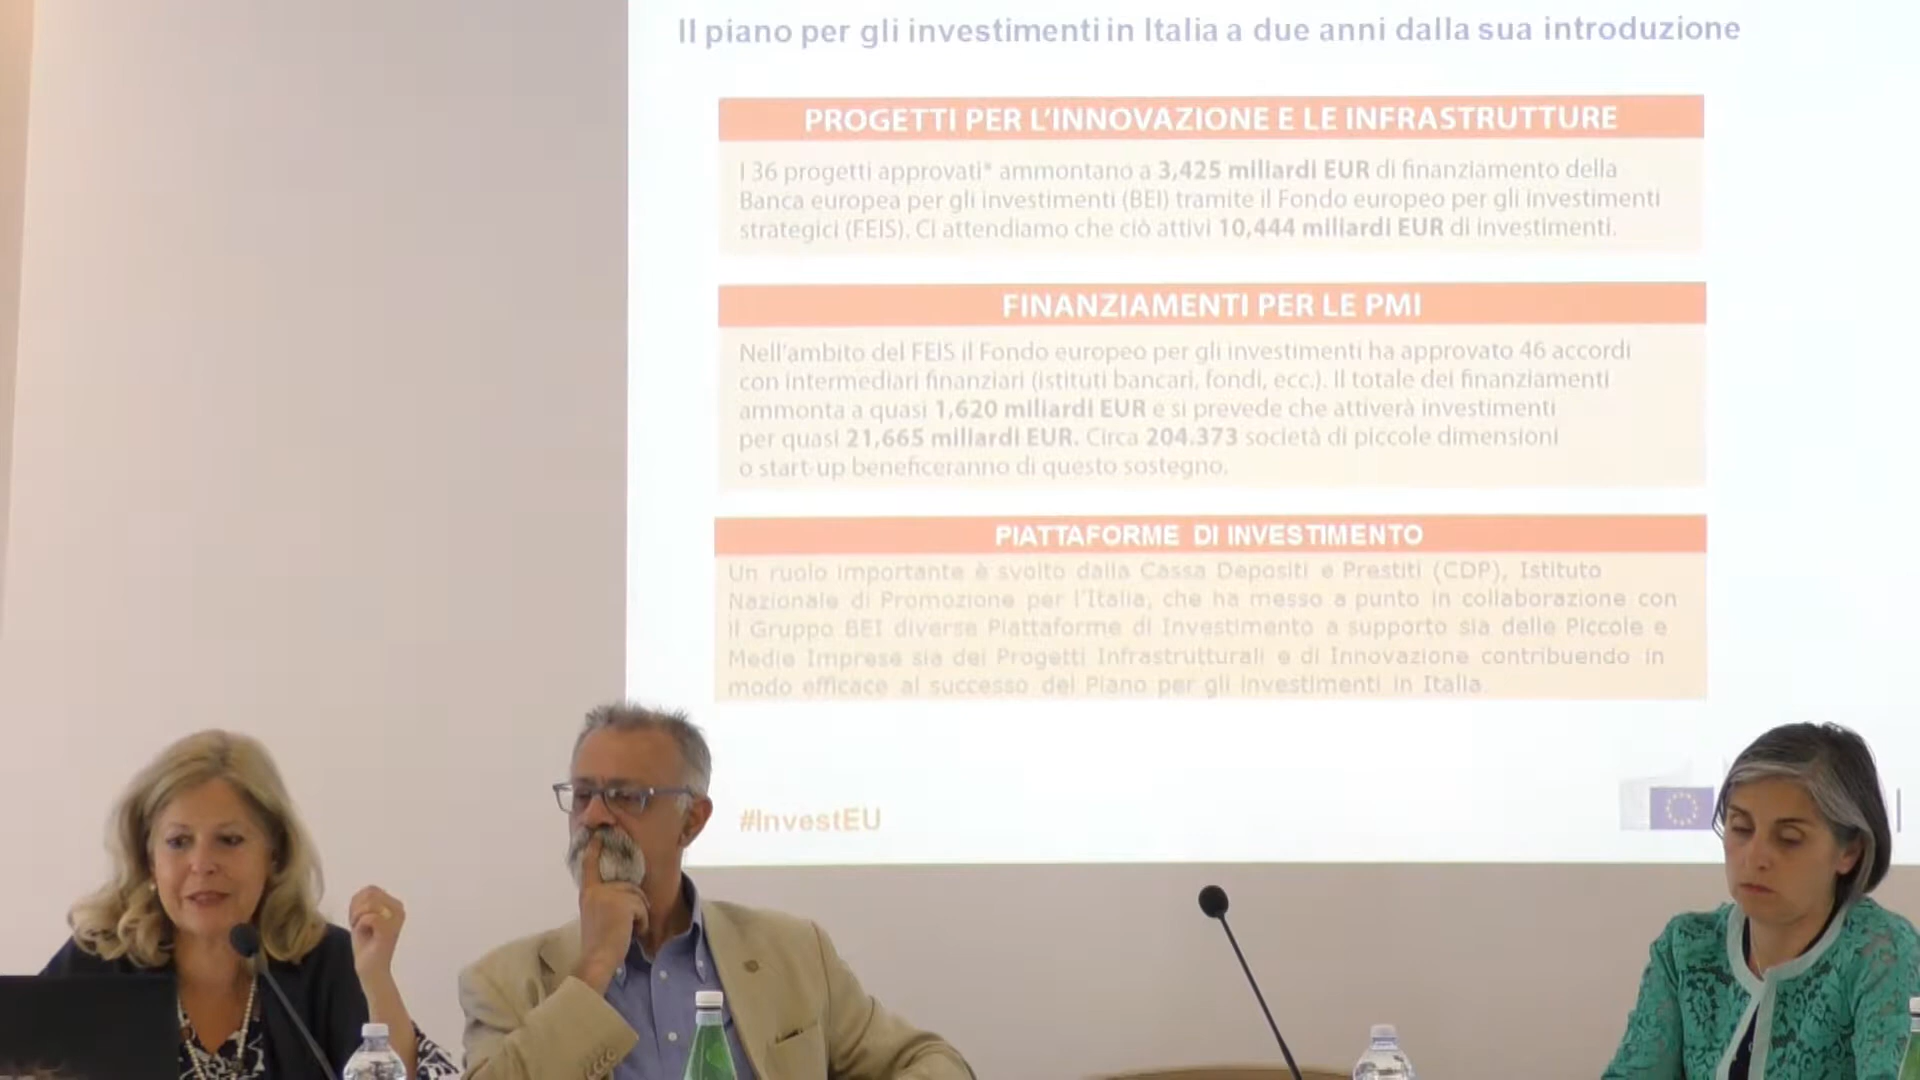 Il piano per gli investimenti in Italia a due anni dalla sua introduzione
PROGETTI PER L'INNOVAZIONE E LE INFRASTRUTTURE
I 36 progetti approvati* ammontano a 3,425 miliardi EUR di finanziamento della
Banca europea per gli investimenti (BEI) tramite il Fondo europeo per gli investimenti
strategici (FEIS). Ci attendiamo che ciò attivi 10,444 miliardi EUR di investimenti.
FINANZIAMENTI PER LE PMI
Nell'ambito del FEIS il Fondo europeo per gli investimenti ha approvato 46 accordi
con intermediari finanziari (istituti bancari, fondi, ecc.). Il totale dei finanziamenti
ammonta a quasi 1,620 miliardi EUR e si prevede che attiverà investimenti
per quasi 21,665 miliardi EUR. Circa 204.373 società di piccole dimensioni
o start-up beneficeranno di questo sostegno.
PIATTAFORME DI INVESTIMENTO
Un ruolo importante è svolto dalla Cassa Depositi e Prestiti (CDP), Istituto
Nazionale di Promozione per l'Italia, che ha messo a punto in collaborazione con
il Gruppo BEI diverse Piattaforme di Investimento a supporto sia delle Piccole e
Medie Imprese sia dei Progetti Infrastrutturali e di Innovazione contribuendo in
modo efficace al successo del Piano per gli investimenti in Italia.
#InvestEU